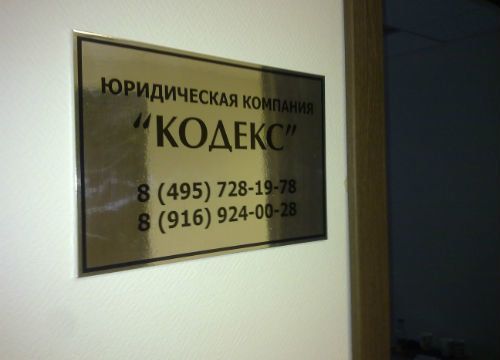 ЮРИДИЧЕСКАЯ КОМПАНИЯ
“КОДЕКС”
8 (495) 728-19-78
8 (916) 924-00-28